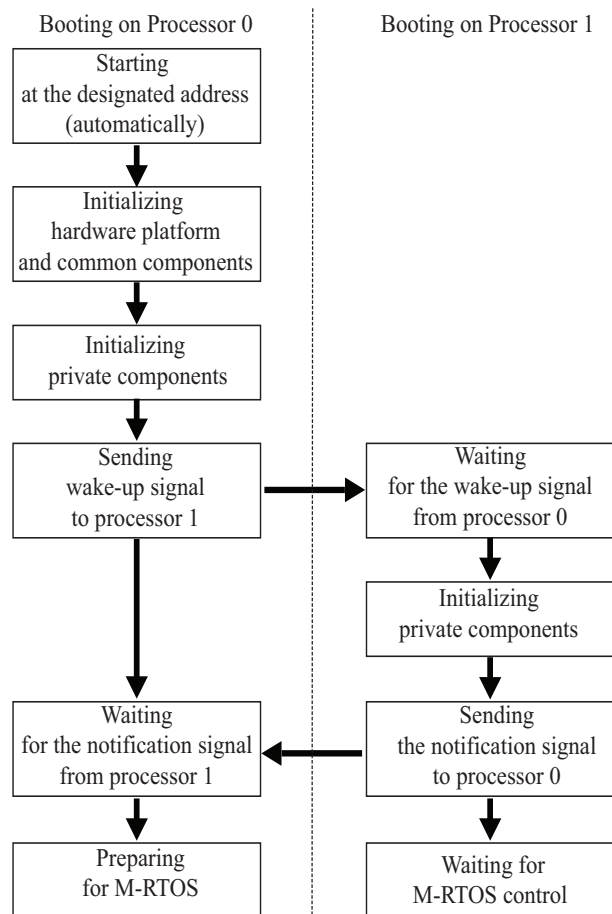 Booting on Processor 0
Starting
at the designated address
(automatically)
Initializing
hardware platform
and common components
Initializing
private components
Sending
wake-up signal
to processor 1
Waiting
for the notification signal
from processor 1
Preparing
for M-RTOS
Booting on Processor 1
Waiting
for the wake-up signal
from processor 0
Initializing
private components
Sending
the notification signal
to processor 0
Waiting for
M-RTOS control